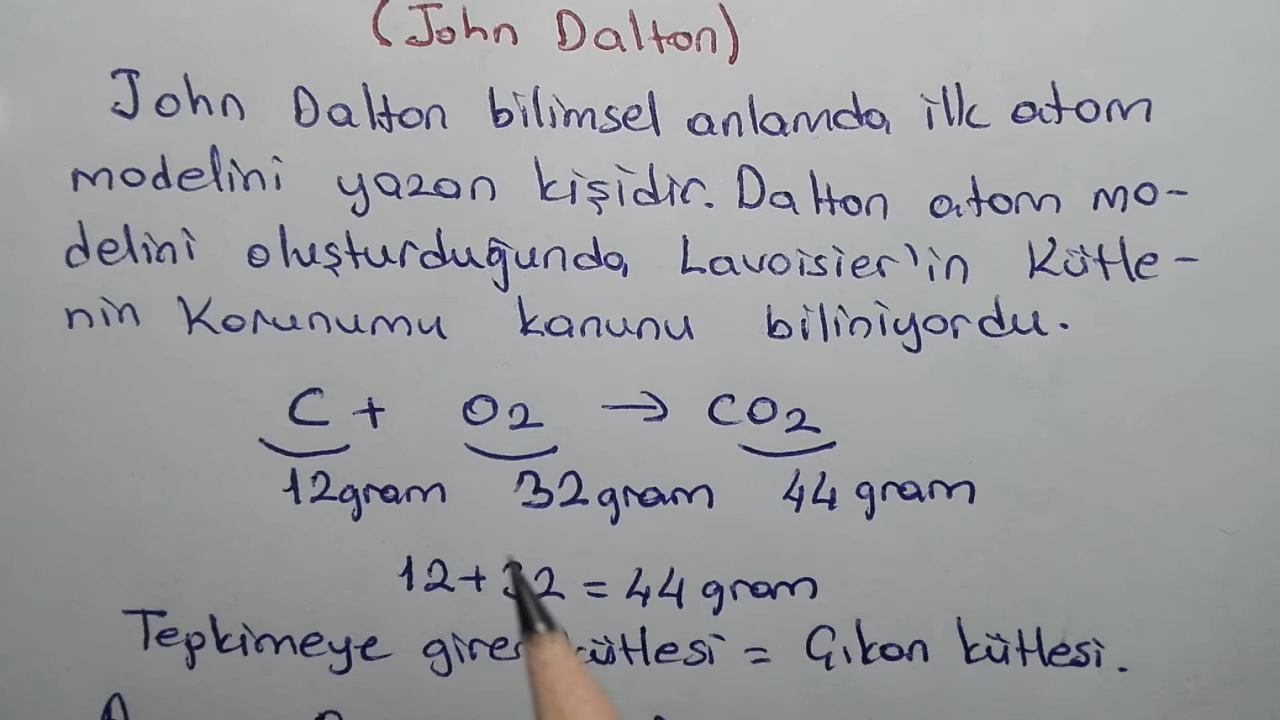 (John Dalton)
John Dalton bilimsel anlamda ilk atom
modelini yazan kişidir. Dalton atom mo-
delini oluşturduğunda Lavoisier'in Kütle-
nin Korunumu kanunu biliniyordu.
C + O2 → CO2
12gram 32gram 44 gram
12+32 = 44 gram
Tepkimeye giren kütlesi = Çıkan kütlesi.